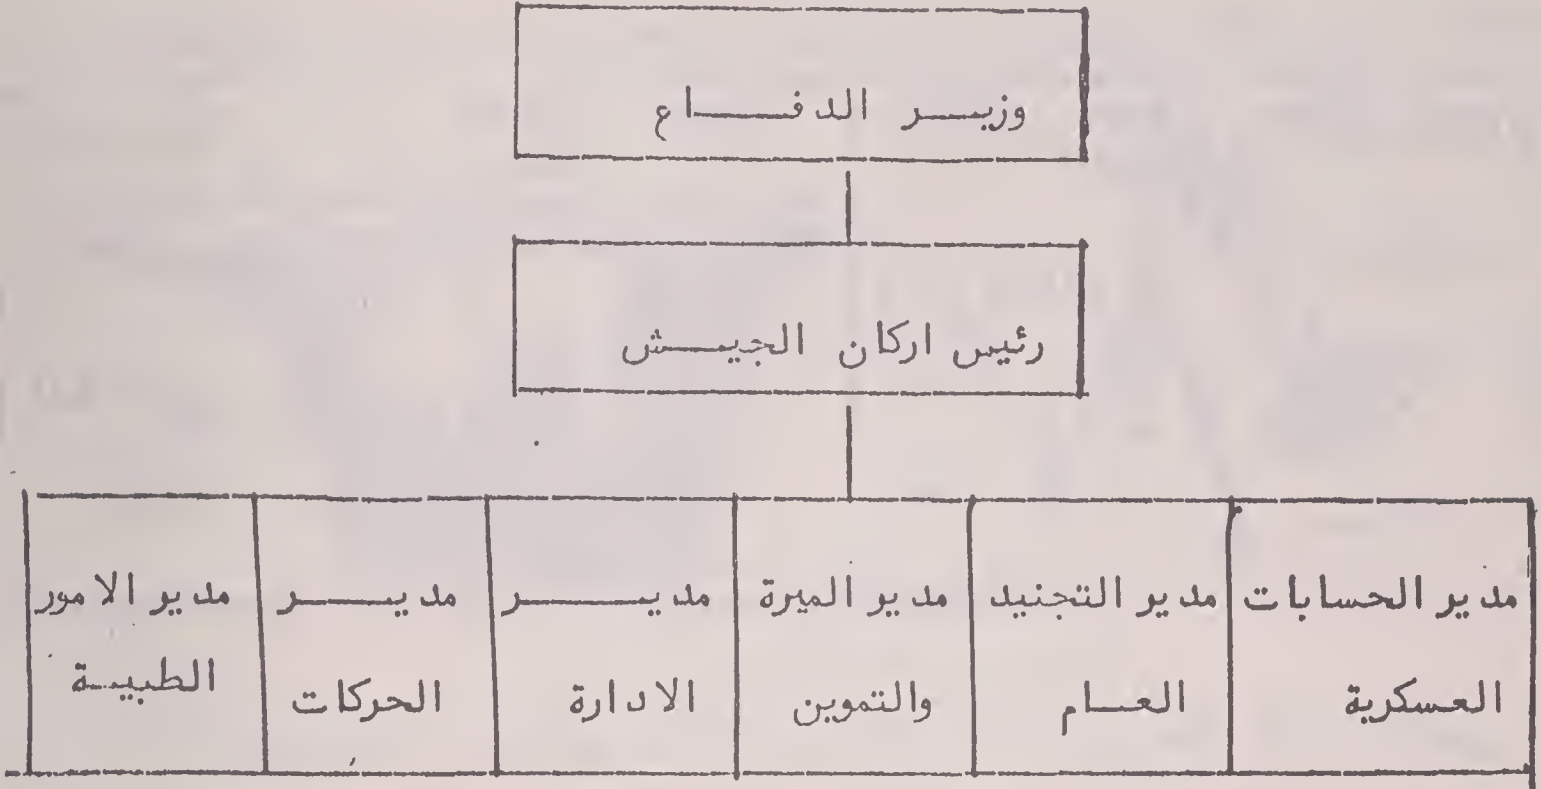 وزير الدفاع
رئيس اركان الجيش
مدير الحسابات
العسكرية
مدير التجنيد
العام
مدير الميرة
والتموين
مدير
الادارة
مدير
الحركات
مدير الامور
الطبية